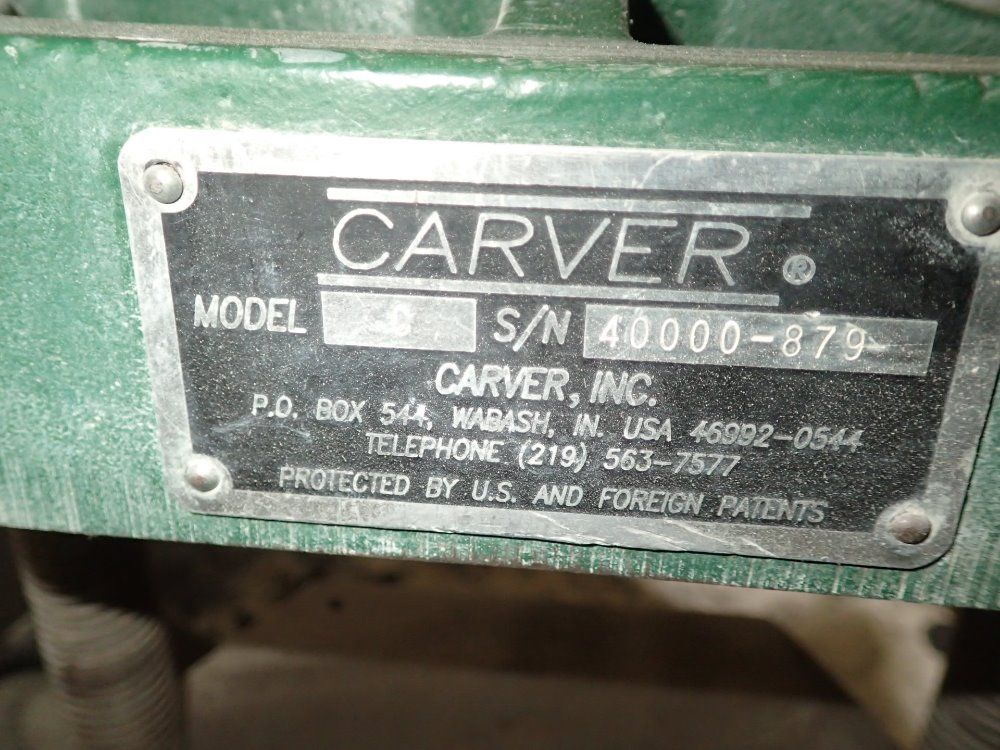 CARVER ®
MODEL C S/N 40000-879-
CARVER, INC.
P.O. BOX 544, WABASH, IN. USA 46992-0544
TELEPHONE (219) 563-7577
PROTECTED BY U.S. AND FOREIGN PATENTS